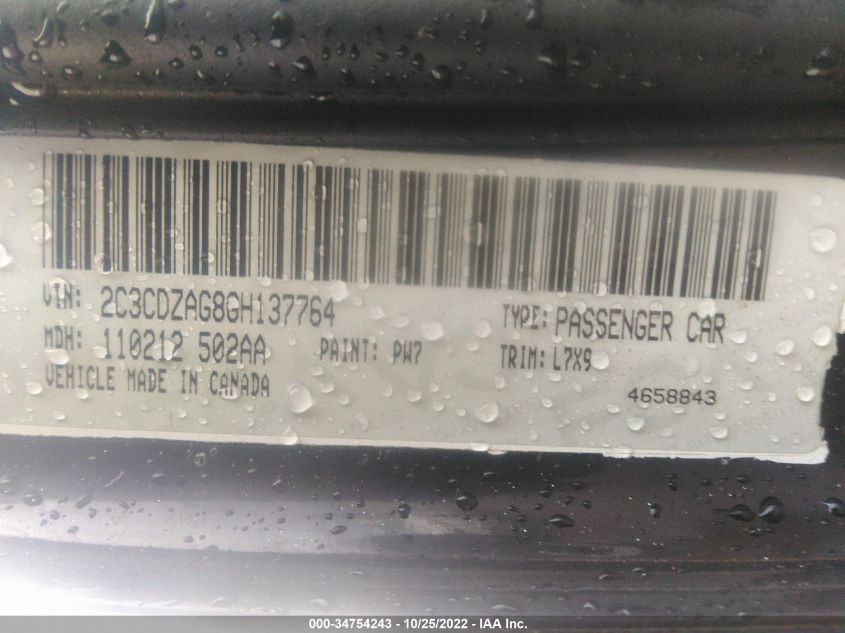 VIN: 2C3CDZAG8GH137764 TYPE: PASSENGER CAR
MDH: 110212 502AA PAINT: PW7 TRIM: L7X9
VEHICLE MADE IN CANADA 4658843
000-34754243 - 10/25/2022 - IAA Inc.